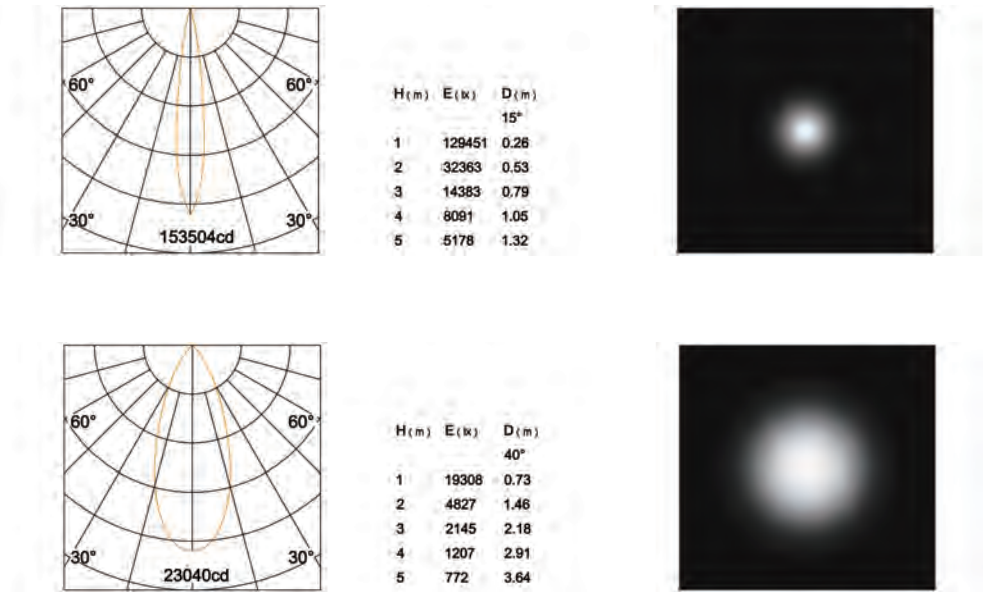 60° 60°
30° 30°
153504cd
H(m) E(lx) D(m)
15°
1 129451 0.26
2 32363 0.53
3 14383 0.79
4 8091 1.05
5 5178 1.32
60° 60°
30° 30°
23040cd
H(m) E(lx) D(m)
40°
1 19308 0.73
2 4827 1.46
3 2145 2.18
4 1207 2.91
5 772 3.64